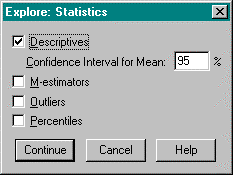 Explore: Statistics
Descriptives
Confidence Interval for Mean: 95 %
M-estimators
Outliers
Percentiles
Continue Cancel Help